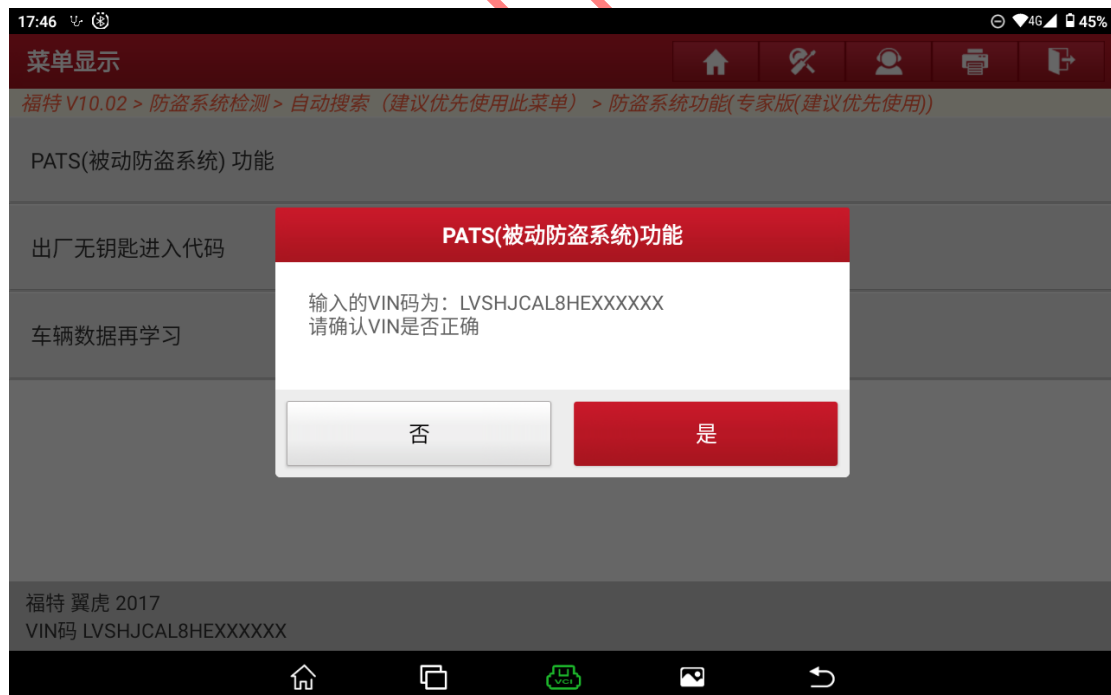 17:46
4G 45%
菜单显示
福特 V10.02 > 防盗系统检测 > 自动搜索（建议优先使用此菜单） > 防盗系统功能(专家版(建议优先使用))
PATS(被动防盗系统) 功能
出厂无钥匙进入代码
车辆数据再学习
PATS(被动防盗系统)功能
输入的VIN码为：LVSHJCAL8HEXXXXXX
请确认VIN是否正确
否
是
福特 翼虎 2017
VIN码 LVSHJCAL8HEXXXXXX
VCI